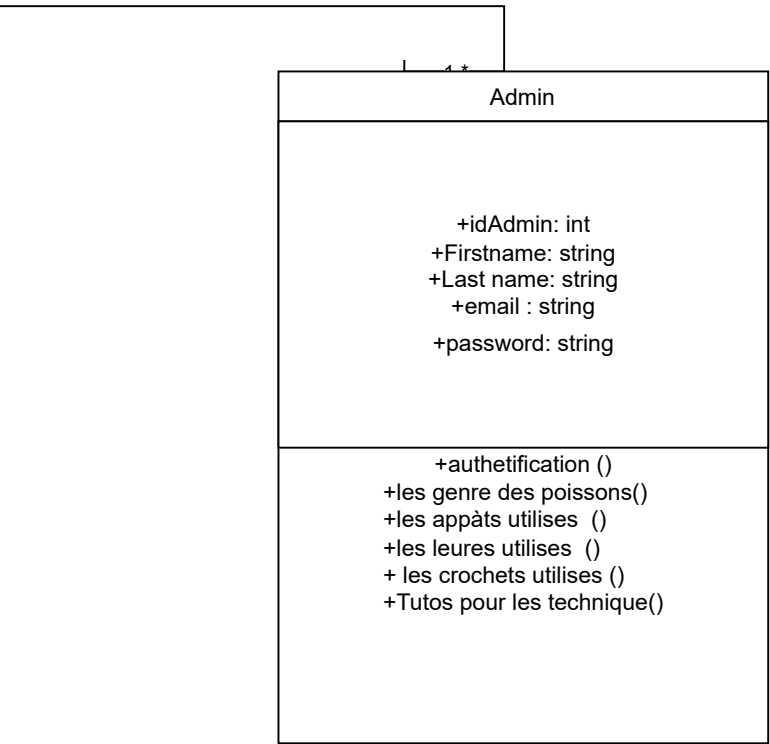 1.*
Admin
+idAdmin: int
+Firstname: string
+Last name: string
+email : string
+password: string
+authetification ()
+les genre des poissons()
+les appàts utilises  ()
+les leures utilises  ()
+ les crochets utilises ()
+Tutos pour les technique()